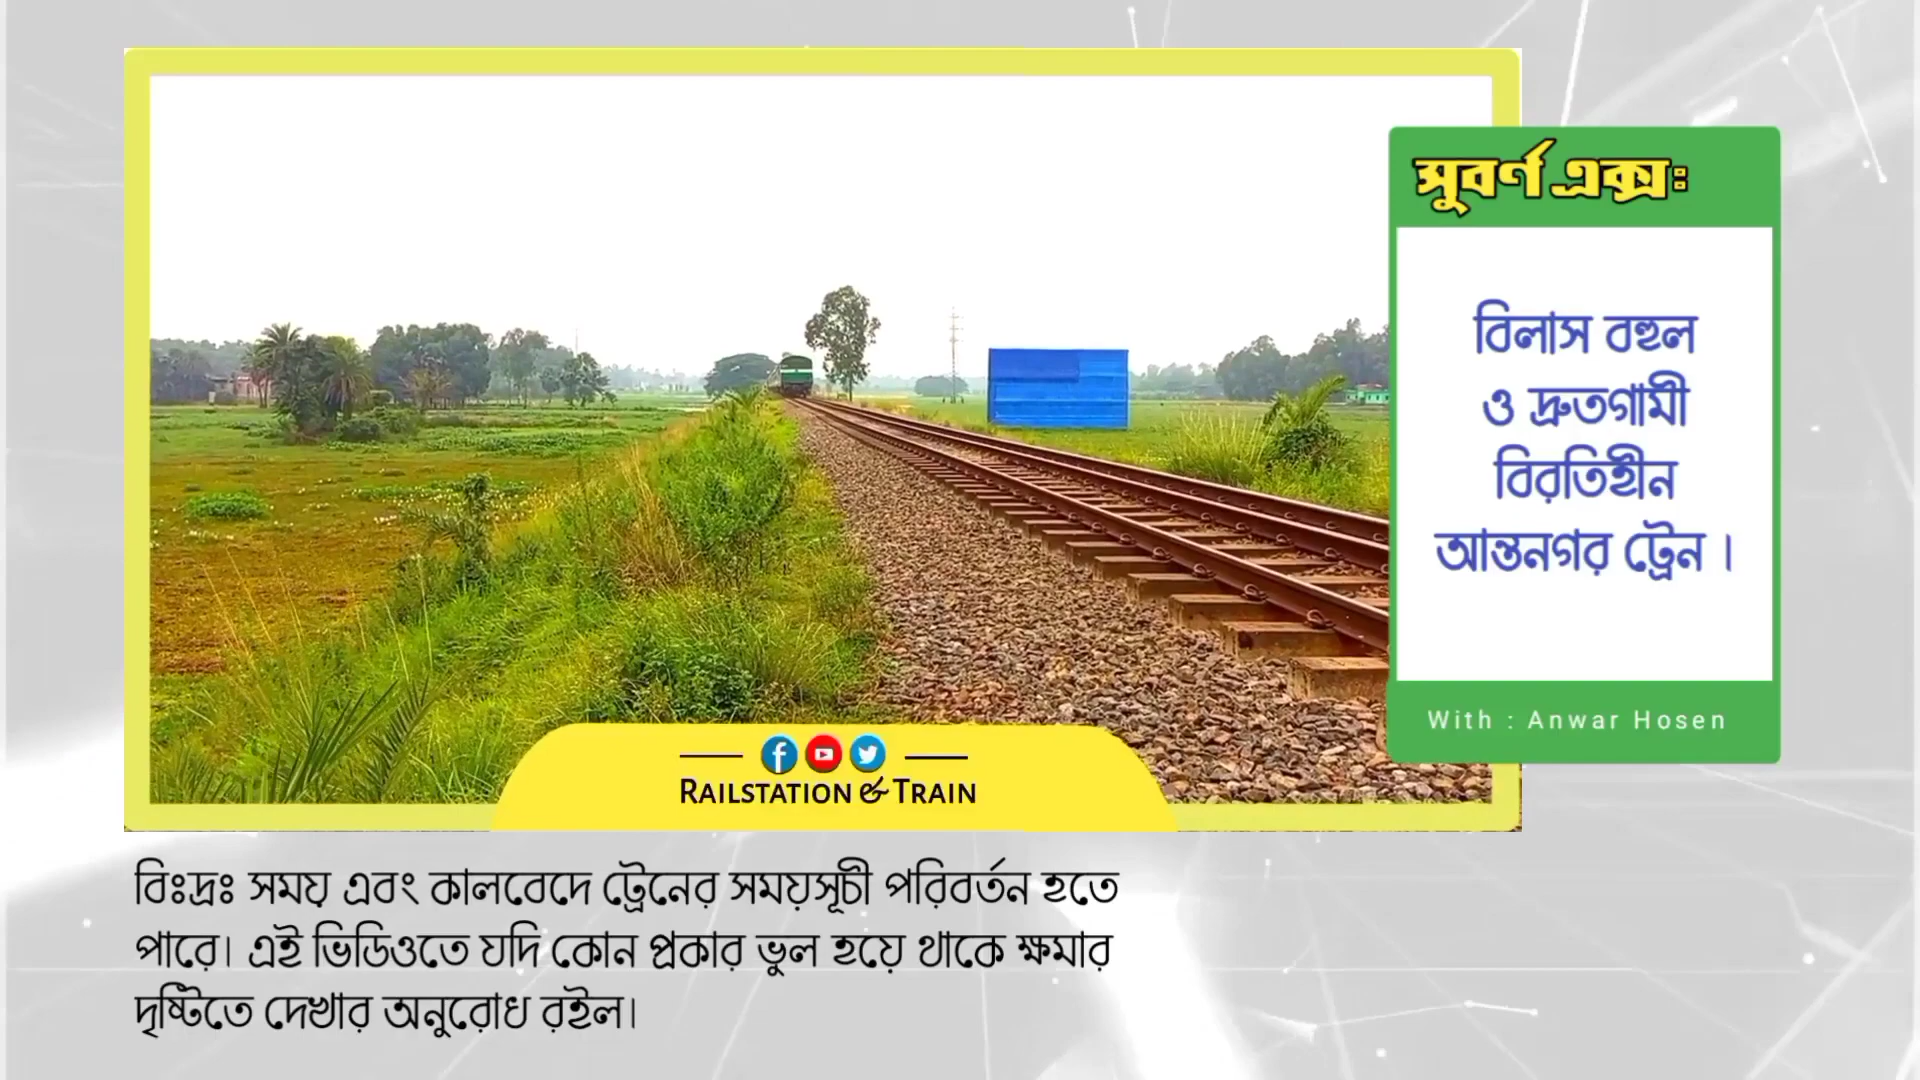 সুবর্ণ এক্সঃ
বিলাস বহুল
ও দ্রুতগামী
বিরতিহীন
আন্তনগর ট্রেন ।
With : Anwar Hosen
RAILSTATION & TRAIN
বিঃদ্রঃ সময় এবং কালবেদে ট্রেনের সময়সূচী পরিবর্তন হতে
পারে। এই ভিডিওতে যদি কোন প্রকার ভুল হয়ে থাকে ক্ষমার
দৃষ্টিতে দেখার অনুরোধ রইল।